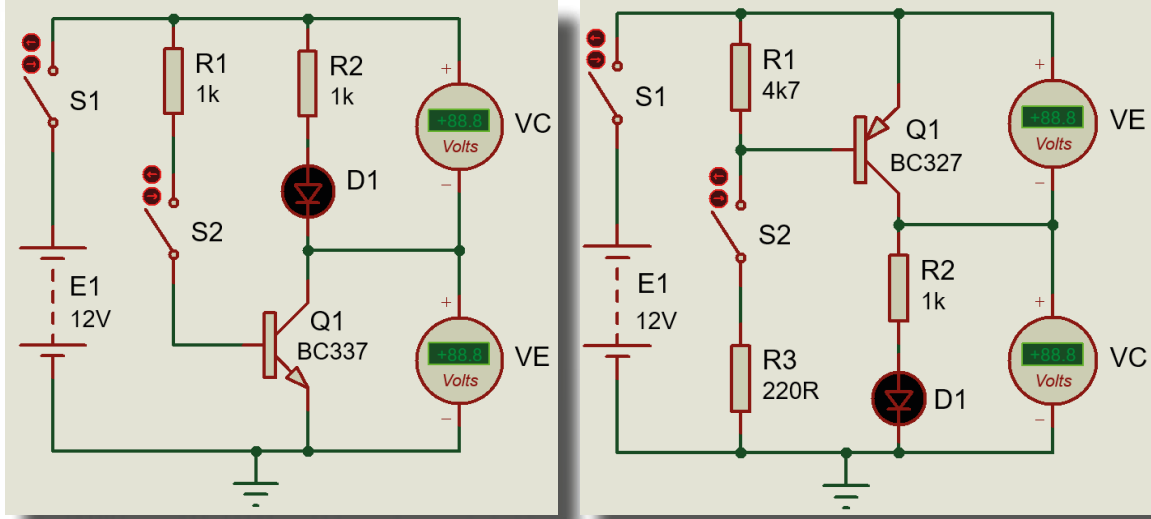 R1
1k
R2
1k
S1
+
+88.8
Volts
VC
−
D1
S2
E1
12V
Q1
BC337
+
+88.8
Volts
VE
−
R1
4k7
S1
+
+88.8
Volts
VE
−
Q1
BC327
S2
E1
12V
R2
1k
+
+88.8
Volts
VC
−
R3
220R
D1